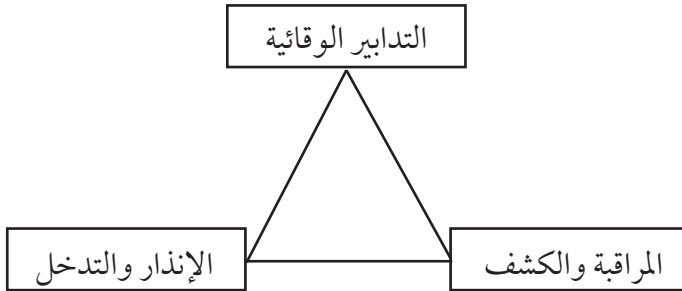 التدابير الوقائية
المراقبة والكشف
الإنذار والتدخل